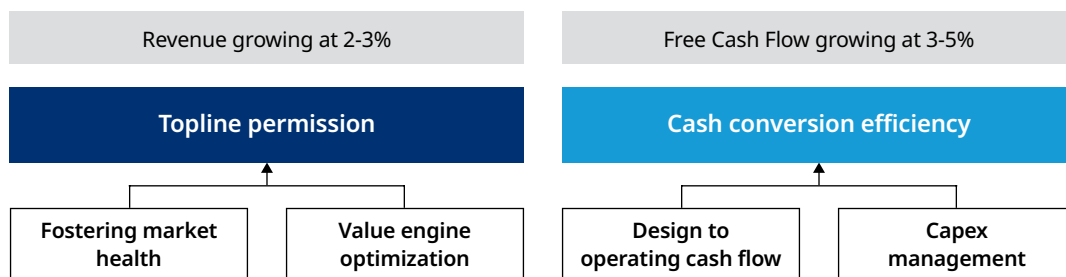 Revenue growing at 2-3%
Free Cash Flow growing at 3-5%
Topline permission
Cash conversion efficiency
Fostering market
health
Value engine
optimization
Design to
operating cash flow
Capex
management